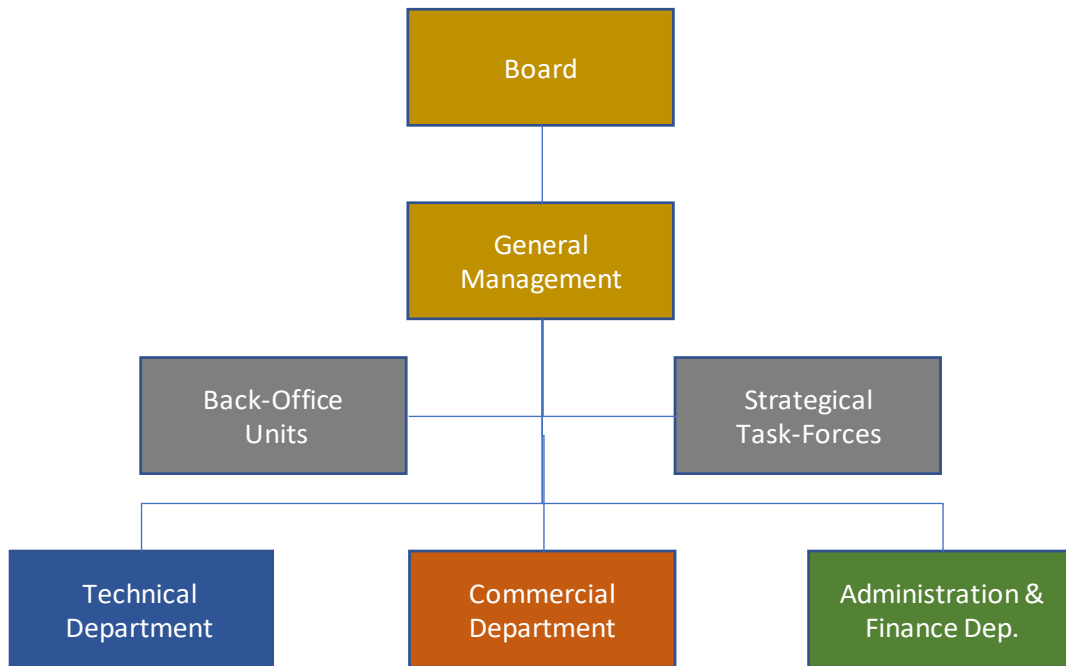 Board
General
Management
Back-Office
Units
Strategical
Task-Forces
Technical
Department
Commercial
Department
Administration &
Finance Dep.